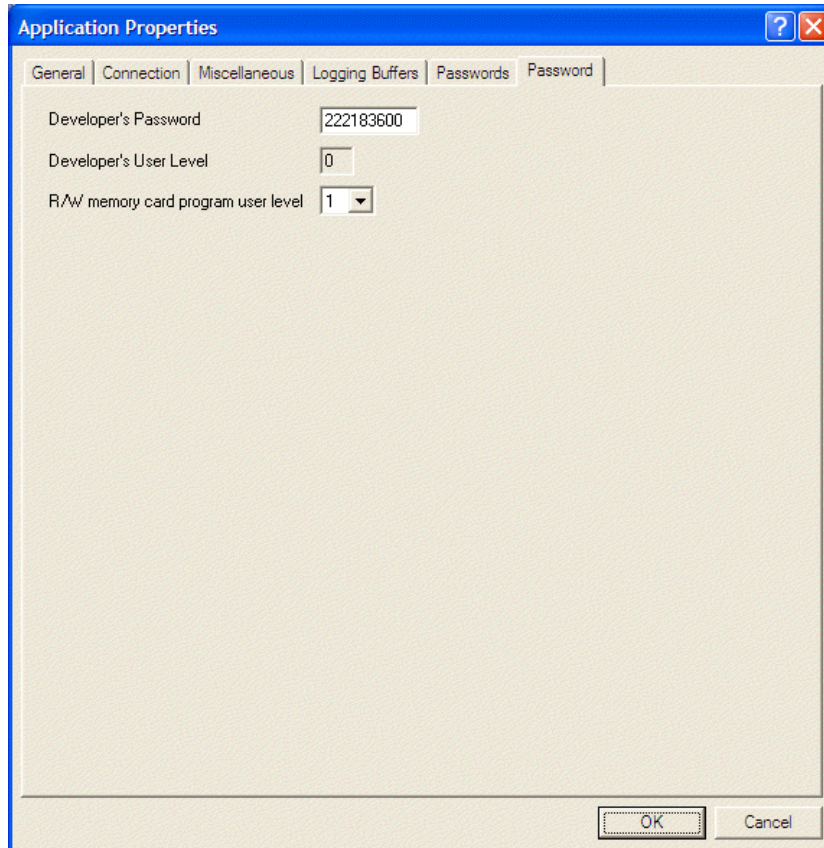 Application Properties
General Connection Miscellaneous Logging Buffers Passwords Password
Developer's Password 222183600
Developer's User Level 0
R/W memory card program user level 1
OK Cancel